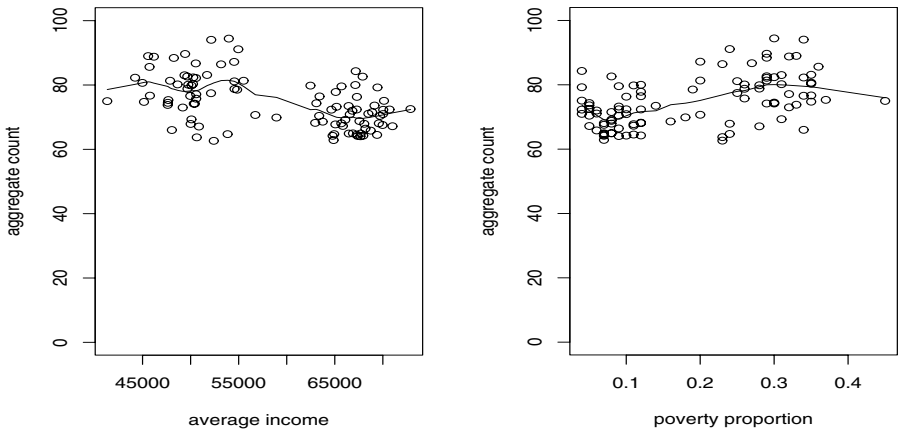 100
80
60
40
20
0
aggregate count
45000 55000 65000
average income
100
80
60
40
20
0
aggregate count
0.1 0.2 0.3 0.4
poverty proportion